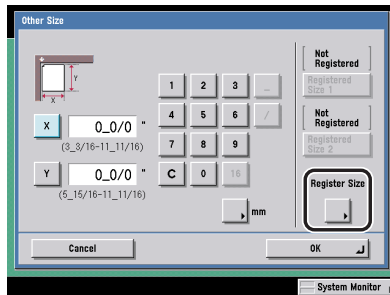 Other Size
Y
X
Not
Registered
Registered
Size 1
Not
Registered
Registered
Size 2
Register Size
1 2 3 _
4 5 6 /
7 8 9
C 0 16
X 0_0/0 "
(3_3/16-11_11/16)
Y 0_0/0 "
(5_15/16-11_11/16)
mm
Cancel
OK
System Monitor